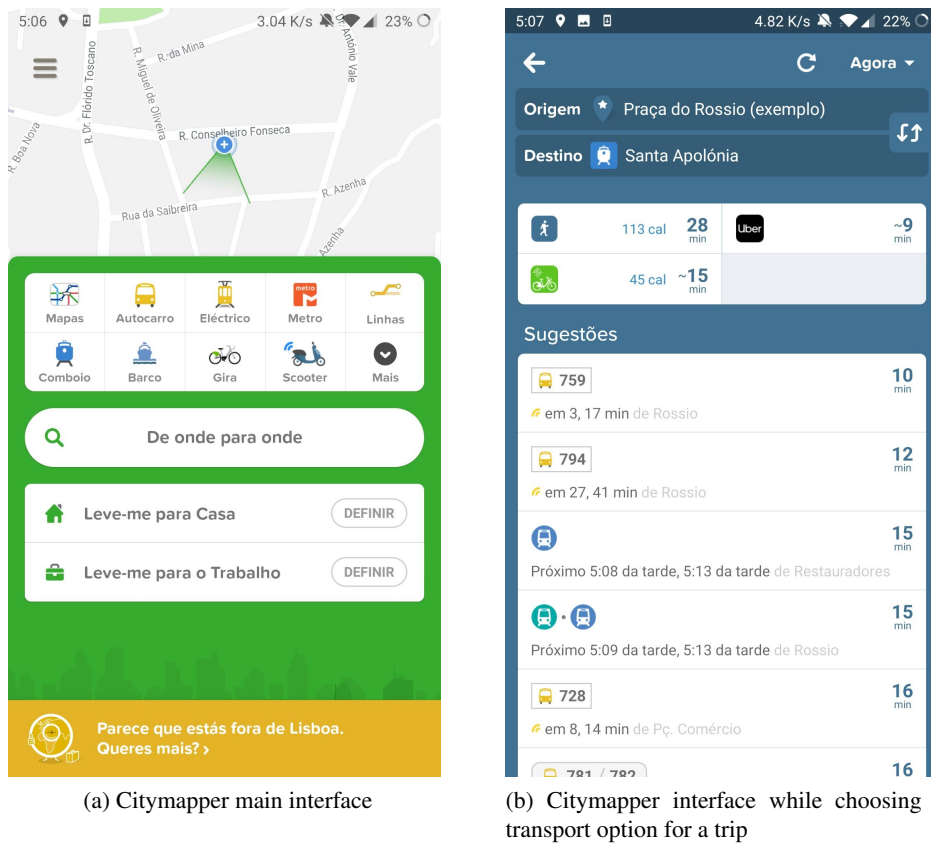 5:06 3.04 K/s 23%
R. Dr. António Vale
R. da Mina
R. Dr. Flórido Toscano
R. Miguel de Oliveira
R. Boa Nova
R. Conselheiro Fonseca
R. Azenha
Rua da Saibreira
Azenha
Mapas Autocarro Eléctrico Metro Linhas
metro
Comboio Barco Gira Scooter Mais
De onde para onde
Leve-me para Casa DEFINIR
Leve-me para o Trabalho DEFINIR
Parece que estás fora de Lisboa.
Queres mais? ›
(a) Citymapper main interface
5:07 4.82 K/s 22%
Agora
Origem Praça do Rossio (exemplo)
Destino Santa Apolónia
113 cal 28 min Uber ~9 min
45 cal ~15 min
Sugestões
759 10 min
em 3, 17 min de Rossio
794 12 min
em 27, 41 min de Rossio
15 min
Próximo 5:08 da tarde, 5:13 da tarde de Restauradores
15 min
Próximo 5:09 da tarde, 5:13 da tarde de Rossio
728 16 min
em 8, 14 min de Pç. Comércio
781 / 782 16
(b) Citymapper interface while choosing
transport option for a trip